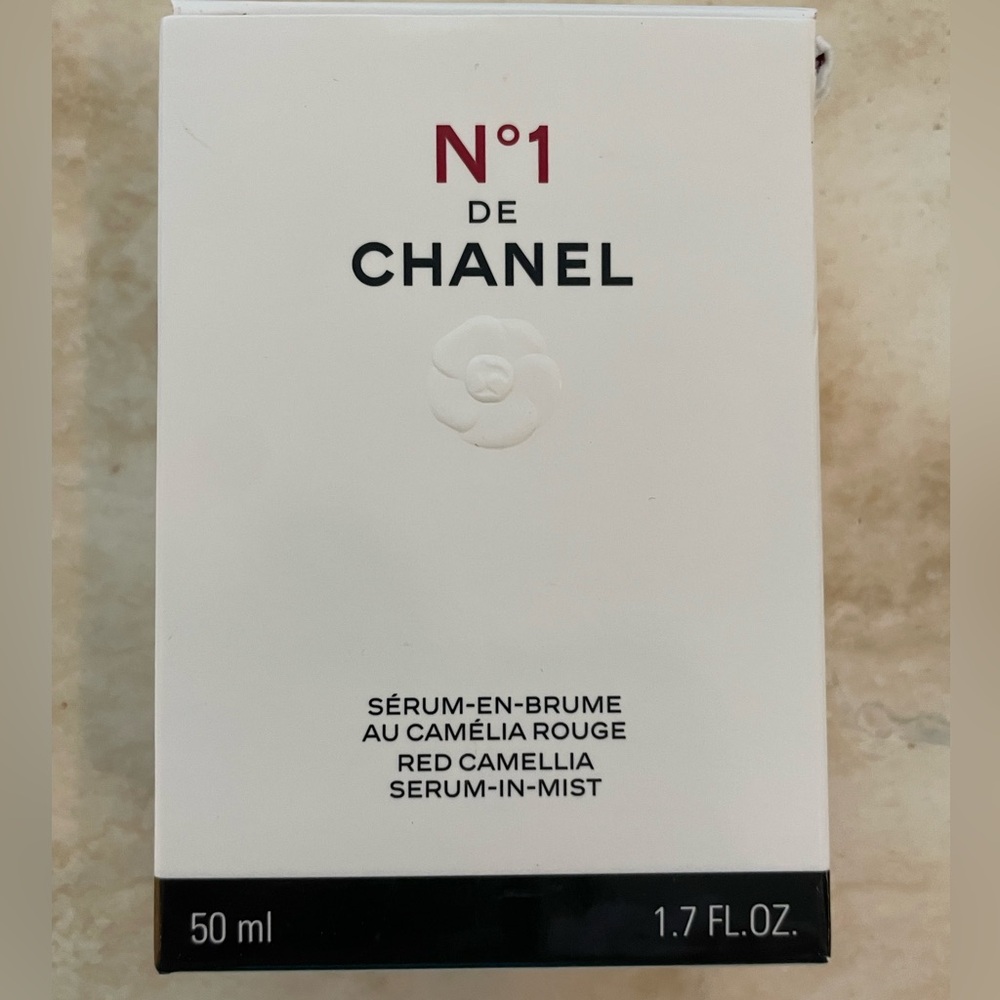 N°1
DE
CHANEL
SÉRUM-EN-BRUME
AU CAMÉLIA ROUGE
RED CAMELLIA
SERUM-IN-MIST
50 ml 1.7 FL.OZ.